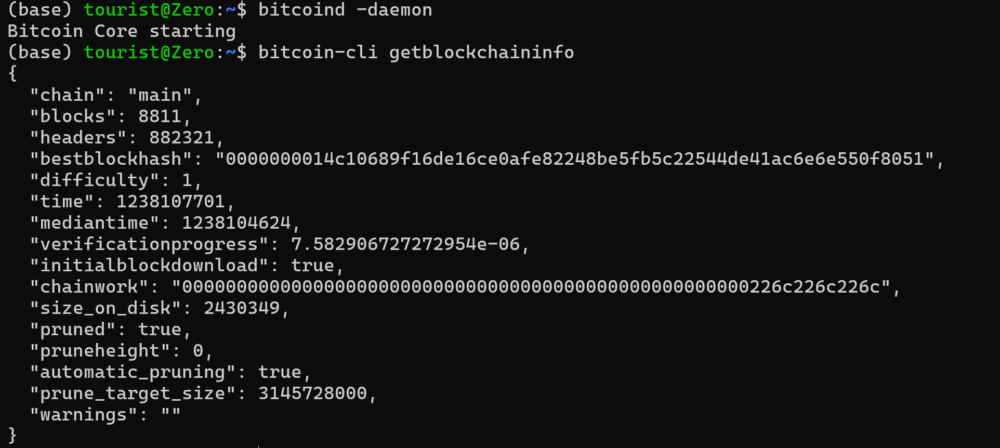 (base) tourist@Zero:~$ bitcoind -daemon
Bitcoin Core starting
(base) tourist@Zero:~$ bitcoin-cli getblockchaininfo
{
  "chain": "main",
  "blocks": 8811,
  "headers": 882321,
  "bestblockhash": "0000000014c10689f16de16ce0afe82248be5fb5c22544de41ac6e6e550f8051",
  "difficulty": 1,
  "time": 1238107701,
  "mediantime": 1238104624,
  "verificationprogress": 7.582906727272954e-06,
  "initialblockdownload": true,
  "chainwork": "0000000000000000000000000000000000000000000000000000226c226c226c",
  "size_on_disk": 2430349,
  "pruned": true,
  "pruneheight": 0,
  "automatic_pruning": true,
  "prune_target_size": 3145728000,
  "warnings": ""
}